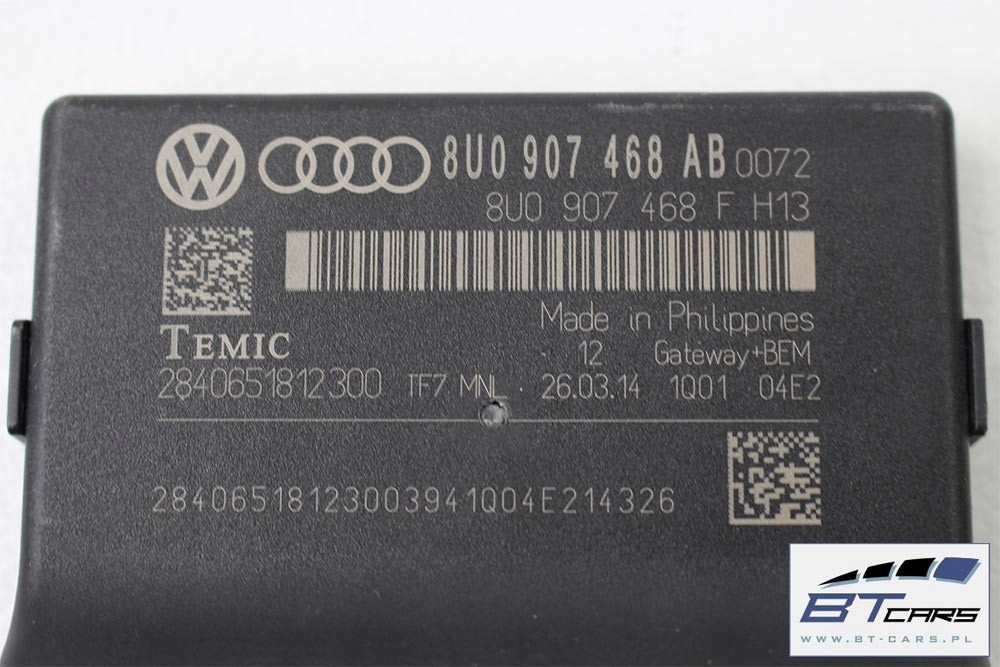 8U0 907 468 AB 0072
8U0 907 468 F H13
Made in Philippines
TEMIC
12 Gateway+BEM
2840651812300 TF7 MNL 26.03.14 1Q01 04E2
28406518123003941Q04E214326
BT CARS
WWW.BT-CARS.PL